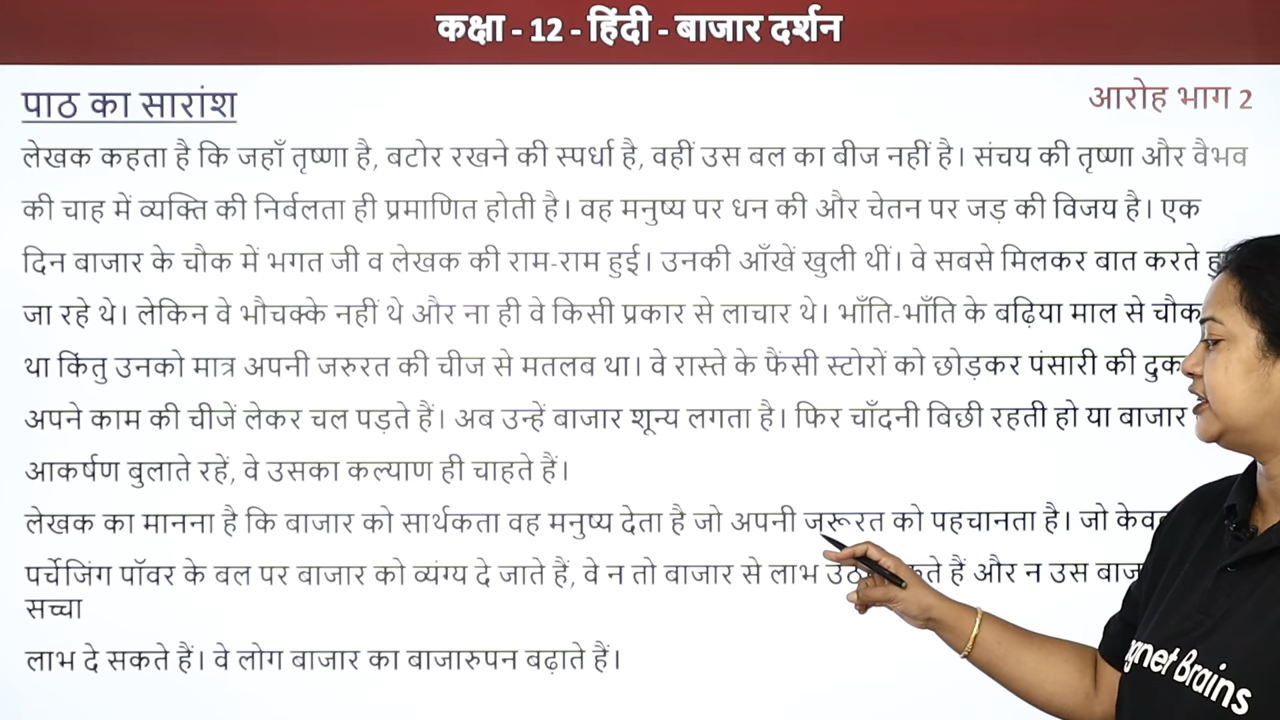 कक्षा - 12 - हिंदी - बाजार दर्शन
पाठ का सारांश
आरोह भाग 2
लेखक कहता है कि जहाँ तृष्णा है, बटोर रखने की स्पर्धा है, वहीं उस बल का बीज नहीं है। संचय की तृष्णा और वैभव
की चाह में व्यक्ति की निर्बलता ही प्रमाणित होती है। वह मनुष्य पर धन की और चेतन पर जड़ की विजय है। एक
दिन बाजार के चौक में भगत जी व लेखक की राम-राम हुई। उनकी आँखें खुली थीं। वे सबसे मिलकर बात करते
जा रहे थे। लेकिन वे भौचक्के नहीं थे और ना ही वे किसी प्रकार से लाचार थे। भाँति-भाँति के बढ़िया माल से चौक
था किंतु उनको मात्र अपनी जरुरत की चीज से मतलब था। वे रास्ते के फैंसी स्टोरों को छोड़कर पंसारी की
अपने काम की चीजें लेकर चल पड़ते हैं। अब उन्हें बाजार शून्य लगता है। फिर चाँदनी बिछी रहती हो या बाजार
आकर्षण बुलाते रहें, वे उसका कल्याण ही चाहते हैं।
लेखक का मानना है कि बाजार को सार्थकता वह मनुष्य देता है जो अपनी ज़रूरत को पहचानता है। जो
पर्चेजिंग पॉवर के बल पर बाजार को व्यंग्य दे जाते हैं, वे न तो बाजार से लाभ हैं और न उस
सच्चा
लाभ दे सकते हैं। वे लोग बाजार का बाजारुपन बढ़ाते हैं।
gnet Brains